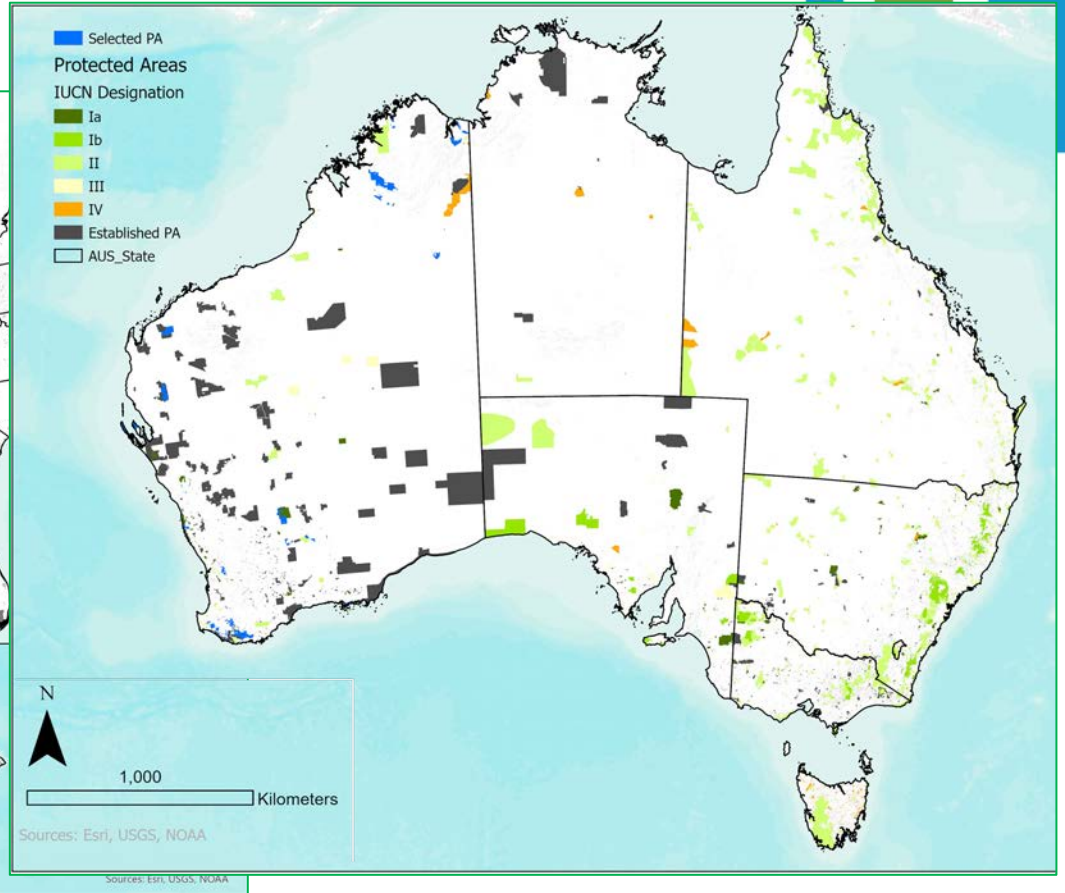 Selected PA
Protected Areas
IUCN Designation
Ia
Ib
II
III
IV
Established PA
AUS_State
N
1,000
Kilometers
Sources: Esri, USGS, NOAA
Sources: Esri, USGS, NOAA